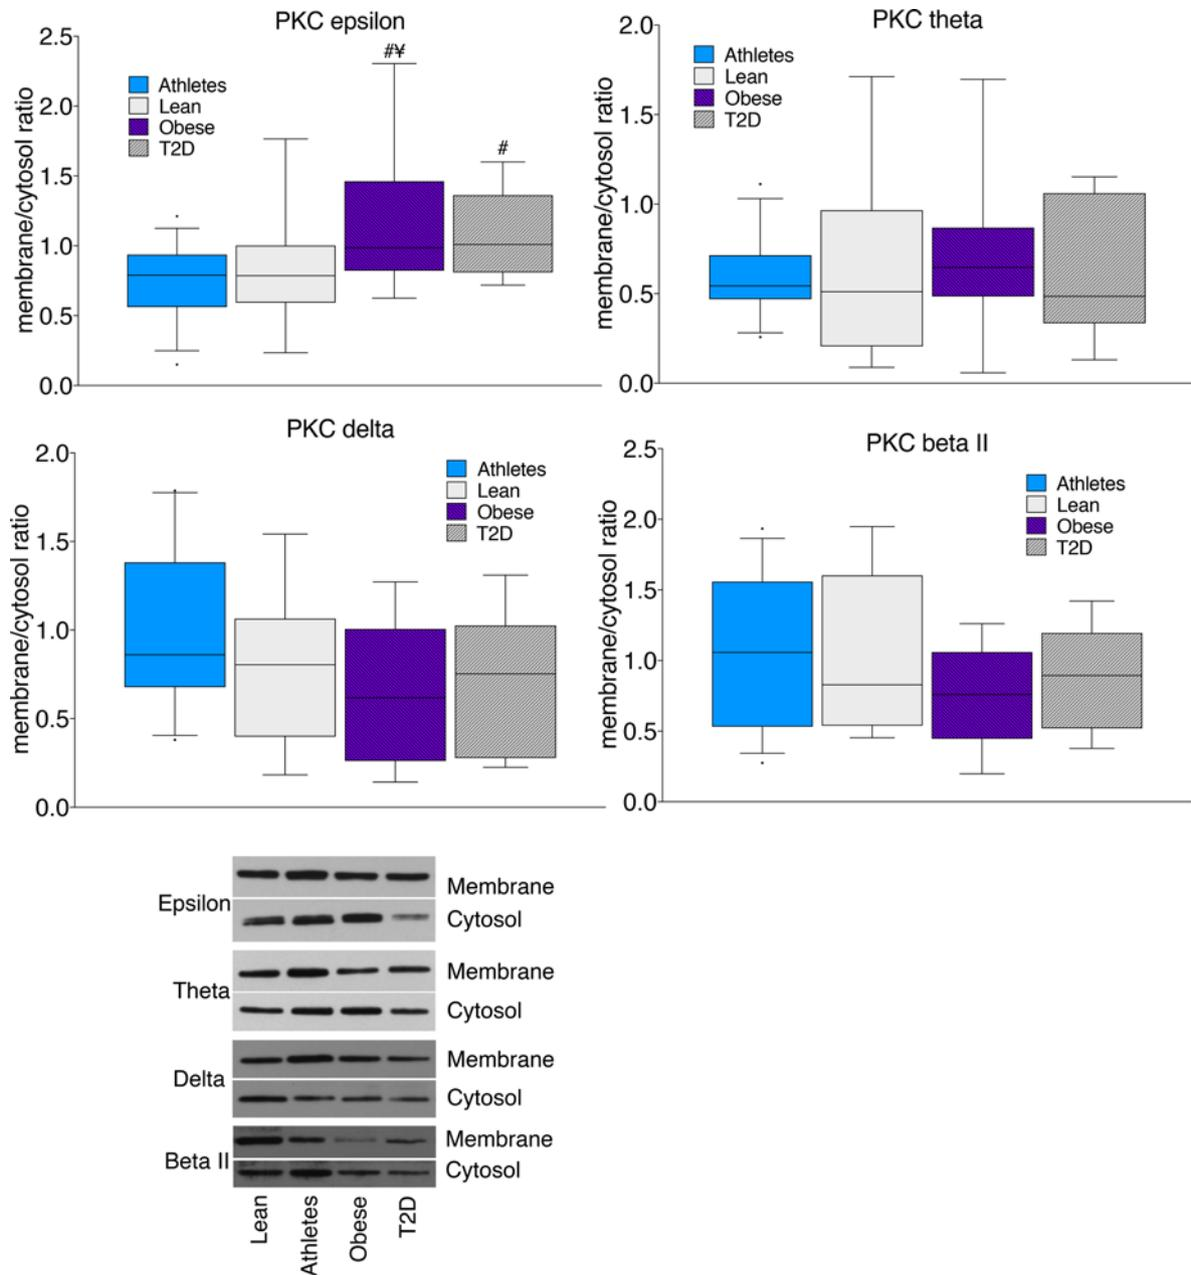 PKC epsilon
#¥
#
Athletes
Lean
Obese
T2D
membrane/cytosol ratio
2.5
2.0
1.5
1.0
0.5
0.0
PKC theta
Athletes
Lean
Obese
T2D
membrane/cytosol ratio
2.0
1.5
1.0
0.5
0.0
PKC delta
Athletes
Lean
Obese
T2D
membrane/cytosol ratio
2.0
1.5
1.0
0.5
0.0
PKC beta II
Athletes
Lean
Obese
T2D
membrane/cytosol ratio
2.5
2.0
1.5
1.0
0.5
0.0
Epsilon
Membrane
Cytosol
Theta
Membrane
Cytosol
Delta
Membrane
Cytosol
Beta II
Membrane
Cytosol
Lean
Athletes
Obese
T2D